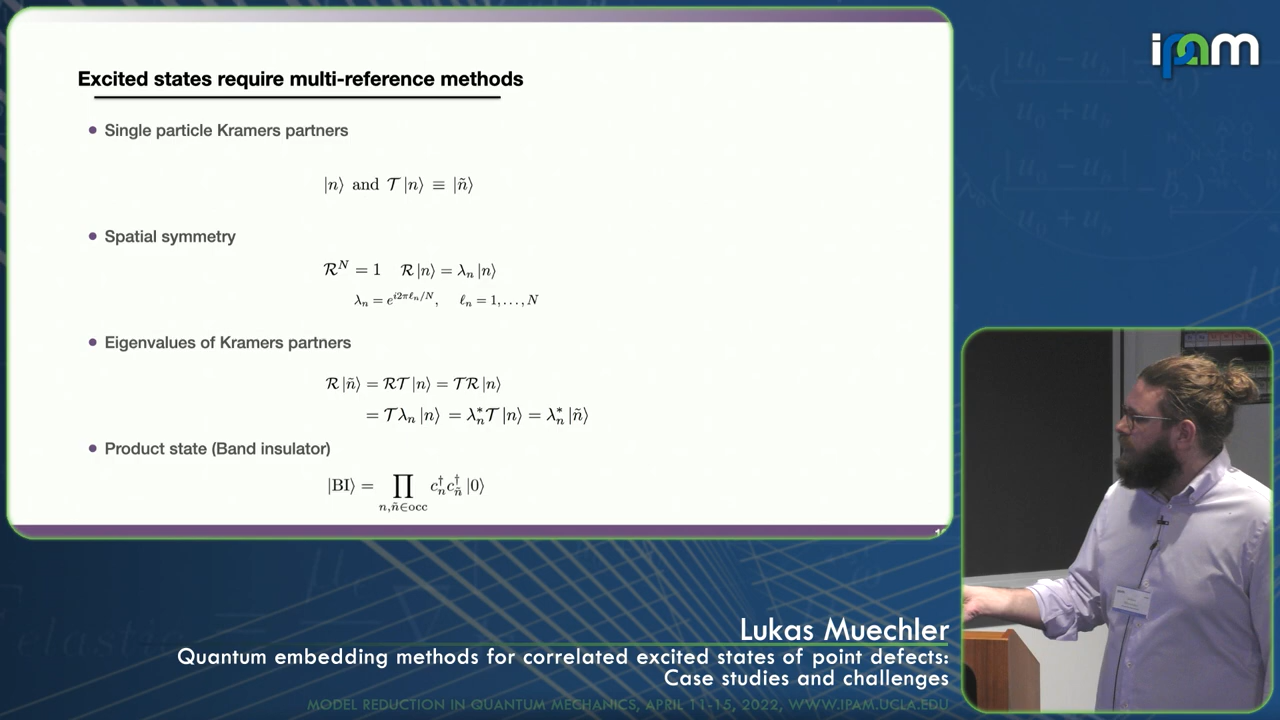 ipam
Excited states require multi-reference methods
• Single particle Kramers partners
|n⟩ and 𝒯 |n⟩ ≡ |ñ⟩
• Spatial symmetry
ℛ^N = 1 ℛ |n⟩ = λ_n |n⟩
λ_n = e^{i2πℓ_n/N}, ℓ_n = 1, . . . , N
• Eigenvalues of Kramers partners
ℛ |ñ⟩ = ℛ𝒯 |n⟩ = 𝒯ℛ |n⟩
= 𝒯λ_n |n⟩ = λ_n^* 𝒯 |n⟩ = λ_n^* |ñ⟩
• Product state (Band insulator)
|BI⟩ = ∏_{n,ñ∈occ} c_n^† c_ñ^† |0⟩
Lukas Muechler
Quantum embedding methods for correlated excited states of point defects:
Case studies and challenges
MODEL REDUCTION IN QUANTUM MECHANICS, APRIL 11-15, 2022, WWW.IPAM.UCLA.EDU